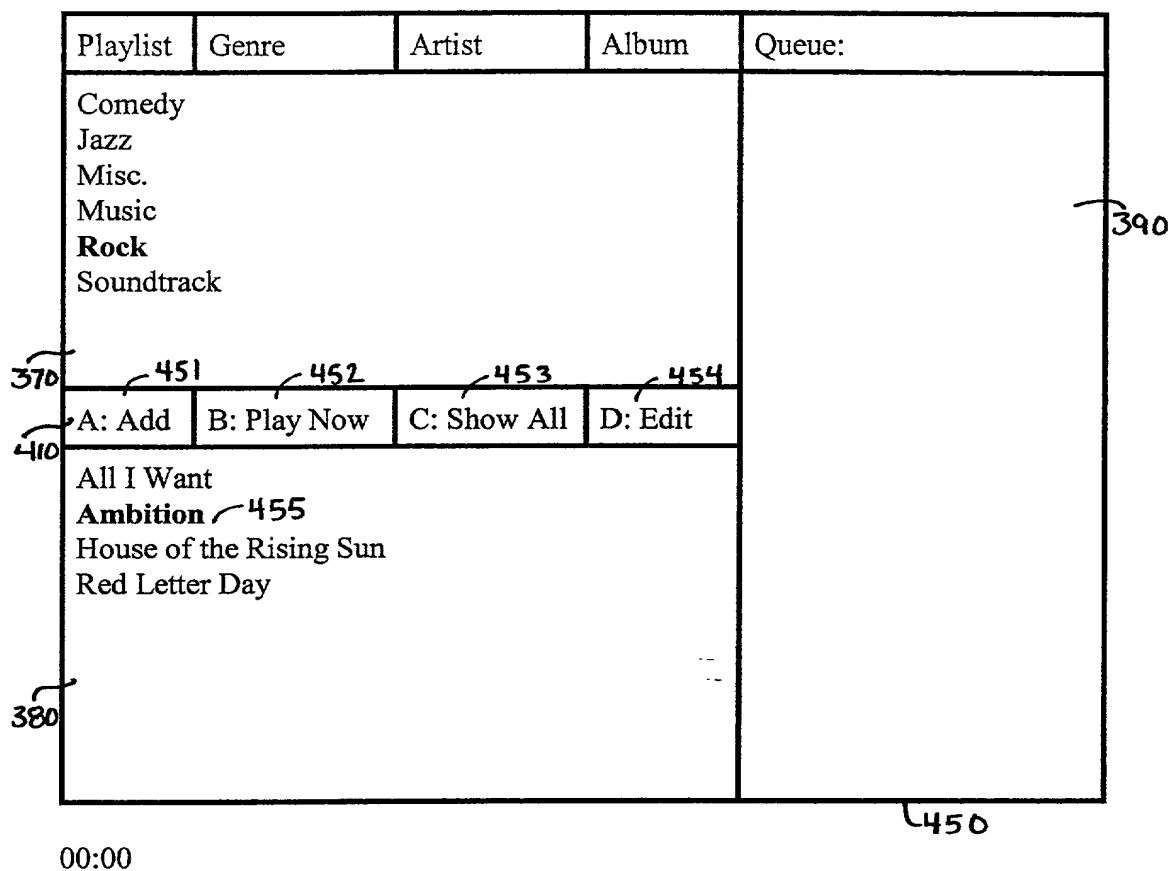 Playlist Genre Artist Album Queue:
Comedy
Jazz
Misc.
Music
390
Rock
Soundtrack
370 451 452 453 454
A: Add B: Play Now C: Show All D: Edit
410
All I Want
Ambition 455
House of the Rising Sun
Red Letter Day
380
450
00:00